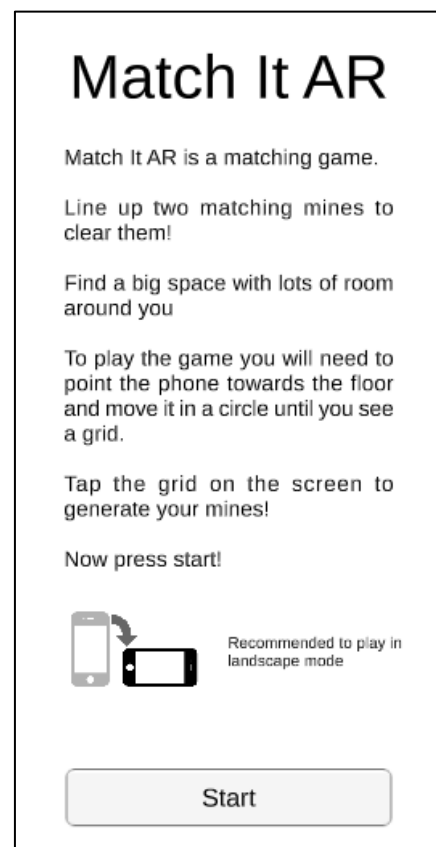 Match It AR
Match It AR is a matching game.
Line up two matching mines to
clear them!
Find a big space with lots of room
around you
To play the game you will need to
point the phone towards the floor
and move it in a circle until you see
a grid.
Tap the grid on the screen to
generate your mines!
Now press start!
Recommended to play in
landscape mode
Start